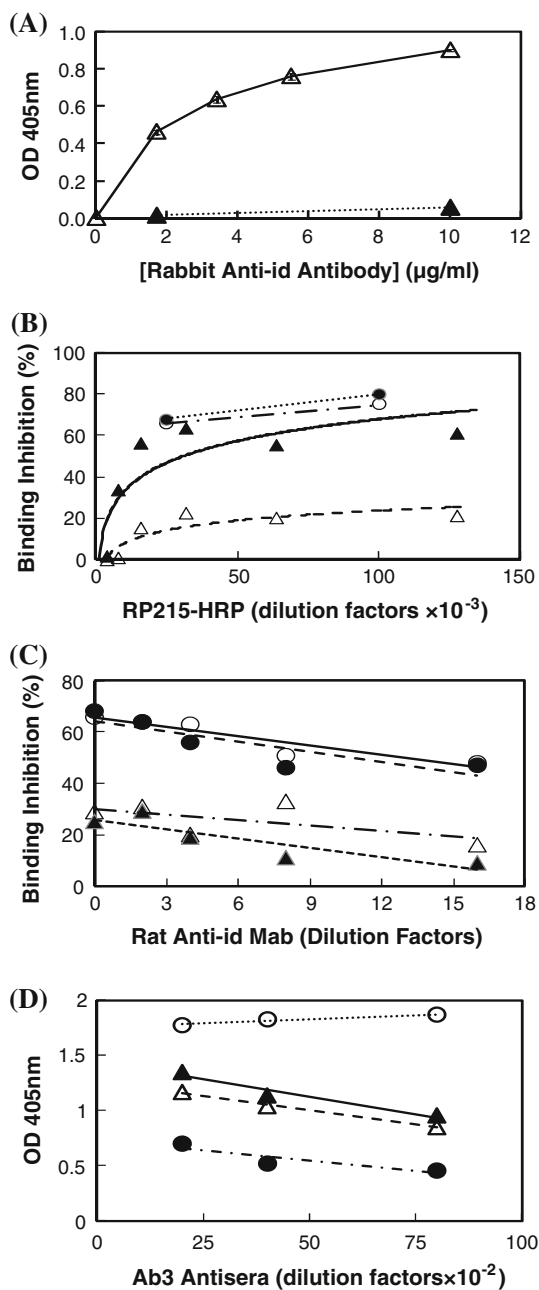 (A)
1.0
0.8
0.6
0.4
0.2
0.0
OD 405nm
0 2 4 6 8 10 12
[Rabbit Anti-id Antibody] (µg/ml)
(B)
100
80
60
40
20
0
Binding Inhibition (%)
0 50 100 150
RP215-HRP (dilution factors ×10-3)
(C)
80
60
40
20
0
Binding Inhibition (%)
0 3 6 9 12 15 18
Rat Anti-id Mab (Dilution Factors)
(D)
2
1.5
1
0.5
0
OD 405nm
0 25 50 75 100
Ab3 Antisera (dilution factors×10-2)